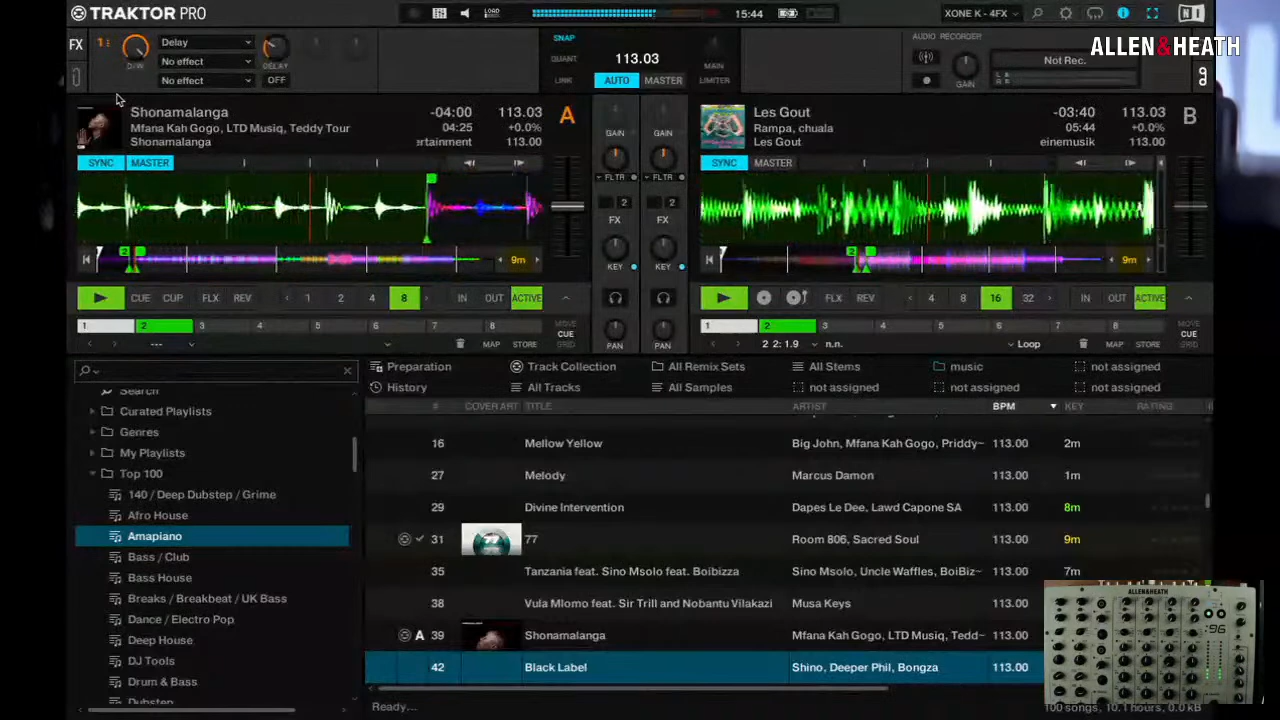 TRAKTOR PRO
LOAD
15:44
XONE K - 4FX
ALLEN&HEATH
FX
1
Delay
No effect
No effect
D/W
DELAY
OFF
SNAP
QUANT
LINK
113.03
AUTO
MASTER
MAIN
LIMITER
AUDIO RECORDER
GAIN
Not Rec.
L
R
Shonamalanga
Mfana Kah Gogo, LTD Musiq, Teddy Tour
Shonamalanga
-04:00
04:25
ertainment
113.03
+0.0%
113.00
A
SYNC
MASTER
9m
CUE
CUP
FLX
REV
1
2
4
8
IN
OUT
ACTIVE
1
2
3
4
5
6
7
8
---
MAP
STORE
MOVE
CUE
GRID
GAIN
GAIN
FLTR
FLTR
2
2
FX
FX
KEY
KEY
PAN
PAN
Les Gout
Rampa, chuala
Les Gout
-03:40
05:44
einemusik
113.03
+0.0%
113.00
B
SYNC
MASTER
9m
FLX
REV
4
8
16
32
IN
OUT
ACTIVE
1
2
3
4
5
6
7
8
2 2: 1.9
n.n.
Loop
MAP
STORE
MOVE
CUE
GRID
Preparation
Track Collection
All Remix Sets
All Stems
music
not assigned
History
All Tracks
All Samples
not assigned
not assigned
not assigned
Search
Curated Playlists
Genres
My Playlists
Top 100
140 / Deep Dubstep / Grime
Afro House
Amapiano
Bass / Club
Bass House
Breaks / Breakbeat / UK Bass
Dance / Electro Pop
Deep House
DJ Tools
Drum & Bass
Dubstep
# COVER ART TITLE ARTIST BPM KEY RATING
16 Mellow Yellow Big John, Mfana Kah Gogo, Priddy~ 113.00 2m
27 Melody Marcus Damon 113.00 1m
29 Divine Intervention Dapes Le Dee, Lawd Capone SA 113.00 8m
31 77 Room 806, Sacred Soul 113.00 9m
35 Tanzania feat. Sino Msolo feat. Boibizza Sino Msolo, Uncle Waffles, BoiBiz~ 113.00 7m
38 Vula Mlomo feat. Sir Trill and Nobantu Vilakazi Musa Keys 113.00
A 39 Shonamalanga Mfana Kah Gogo, LTD Musiq, Tedd~ 113.00
42 Black Label Shino, Deeper Phil, Bongza 113.00
ALLEN&HEATH
:96
Ready...
100 songs, 10.1 hours, 0.0 kB